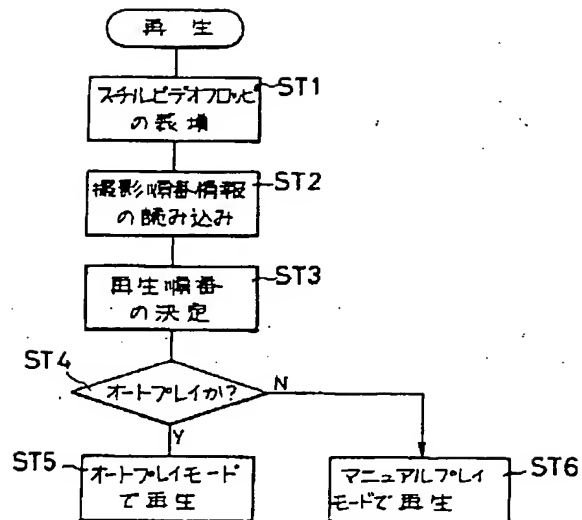 再生
スチルビデオフロッピ
の装填
ST1
撮影順番情報
の読み込み
ST2
再生順番
の決定
ST3
ST4
オートプレイか?
N
Y
ST5
オートプレイモード
で再生
マニュアルプレイ
モードで再生
ST6